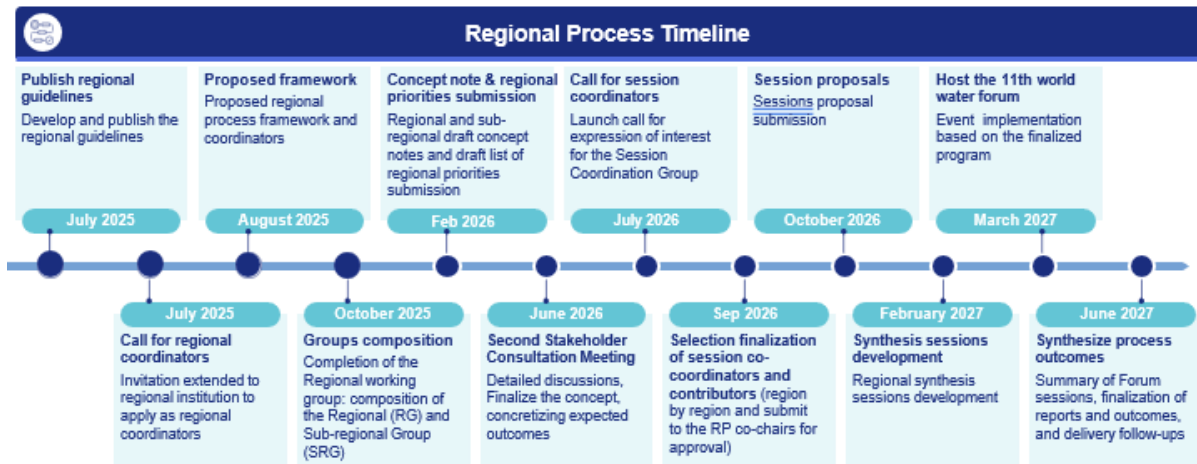 Regional Process Timeline
Publish regional
guidelines
Develop and publish the
regional guidelines
July 2025
Proposed framework
Proposed regional
process framework and
coordinators
August 2025
Concept note & regional
priorities submission
Regional and sub-
regional draft concept
notes and draft list of
regional priorities
submission
Feb 2026
Call for session
coordinators
Launch call for
expression of interest
for the Session
Coordination Group
July 2026
Session proposals
Sessions proposal
submission
October 2026
Host the 11th world
water forum
Event implementation
based on the finalized
program
March 2027
July 2025
Call for regional
coordinators
Invitation extended to
regional institution to
apply as regional
coordinators
October 2025
Groups composition
Completion of the
Regional working
group: composition of
the Regional (RG) and
Sub-regional Group
(SRG)
June 2026
Second Stakeholder
Consultation Meeting
Detailed discussions,
Finalize the concept,
concretizing expected
outcomes
Sep 2026
Selection finalization
of session co-
coordinators and
contributors (region
by region and submit
to the RP co-chairs for
approval)
February 2027
Synthesis sessions
development
Regional synthesis
sessions development
June 2027
Synthesize process
outcomes
Summary of Forum
sessions, finalization of
reports and outcomes,
and delivery follow-ups